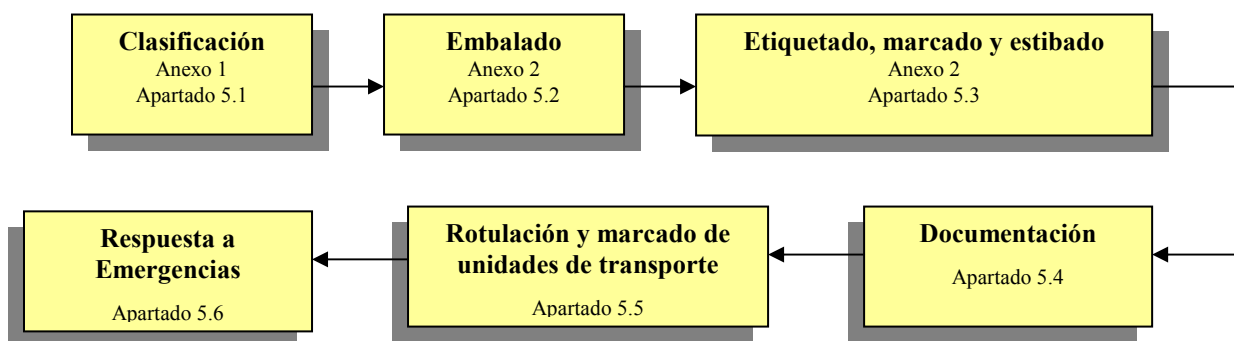 Clasificación
Anexo 1
Apartado 5.1
Embalado
Anexo 2
Apartado 5.2
Etiquetado, marcado y estibado
Anexo 2
Apartado 5.3
Documentación
Apartado 5.4
Rotulación y marcado de
unidades de transporte
Apartado 5.5
Respuesta a
Emergencias
Apartado 5.6